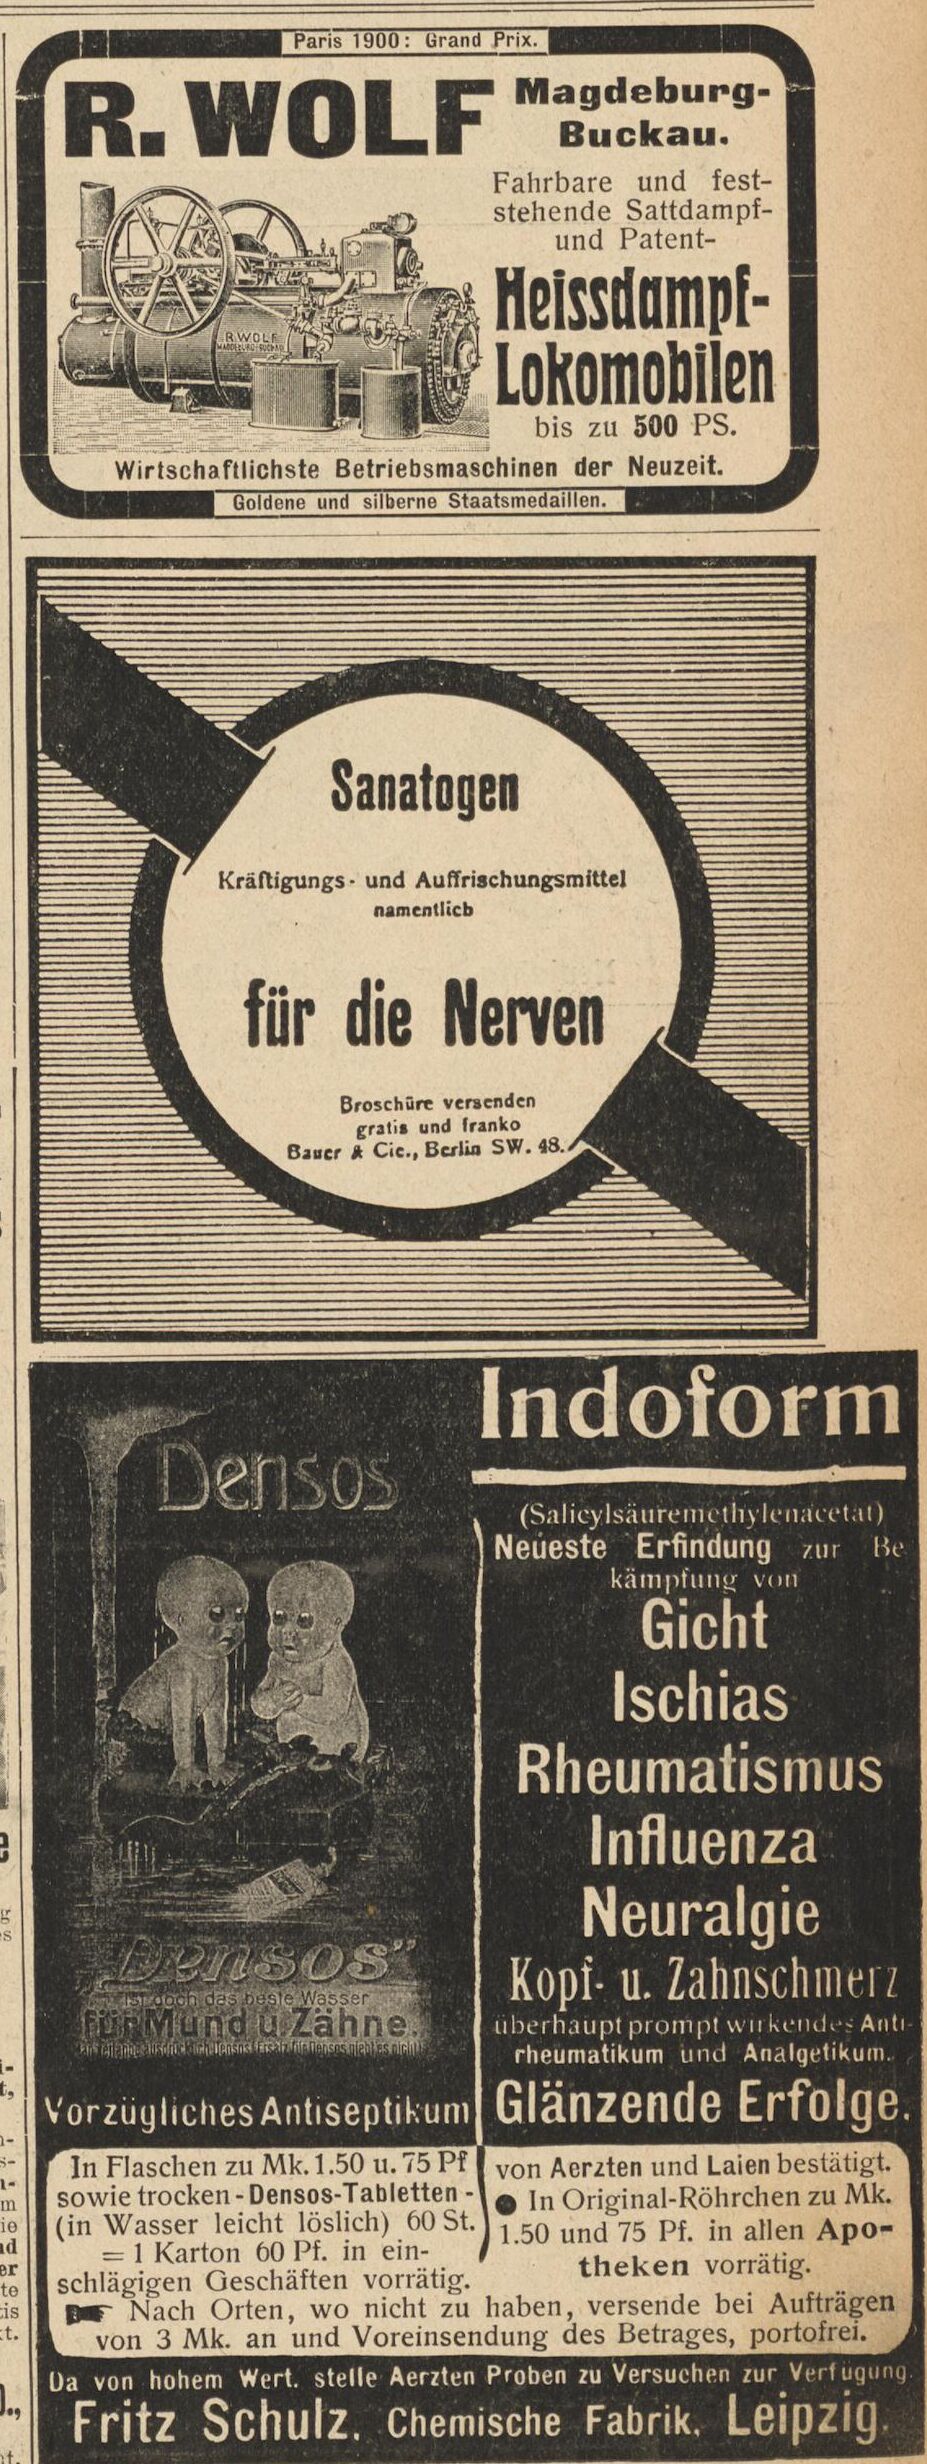 Paris 1900: Grand Prix.
R. WOLF
Magdeburg-
Buckau.
Fahrbare und fest-
stehende Sattdampf-
und Patent-
Heissdampf-
Lokomobilen
bis zu 500 PS.
R. WOLF
MAGDEBURG-BUCKAU
Wirtschaftlichste Betriebsmaschinen der Neuzeit.
Goldene und silberne Staatsmedaillen.
Sanatogen
Kräftigungs- und Auffrischungsmittel
namentlich
für die Nerven
Broschüre versenden
gratis und franko
Bauer & Cie., Berlin SW. 48.
Densos
Densos"
ist doch das beste Wasser
für Mund u. Zähne.
Vorzügliches Antiseptikum
In Flaschen zu Mk. 1.50 u. 75 Pf
sowie trocken - Densos-Tabletten -
(in Wasser leicht löslich) 60 St.
= 1 Karton 60 Pf. in ein-
schlägigen Geschäften vorrätig.
Indoform
(Salicylsäuremethylenacetat)
Neueste Erfindung zur Be
kämpfung von
Gicht
Ischias
Rheumatismus
Influenza
Neuralgie
Kopf- u. Zahnschmerz
überhaupt prompt wirkendes Anti-
rheumatikum und Analgetikum.
Glänzende Erfolge.
von Aerzten und Laien bestätigt.
● In Original-Röhrchen zu Mk.
1.50 und 75 Pf. in allen Apo-
theken vorrätig.
☛ Nach Orten, wo nicht zu haben, versende bei Aufträgen
von 3 Mk. an und Voreinsendung des Betrages, portofrei.
Da von hohem Wert. stelle Aerzten Proben zu Versuchen zur Verfügung.
Fritz Schulz. Chemische Fabrik, Leipzig.